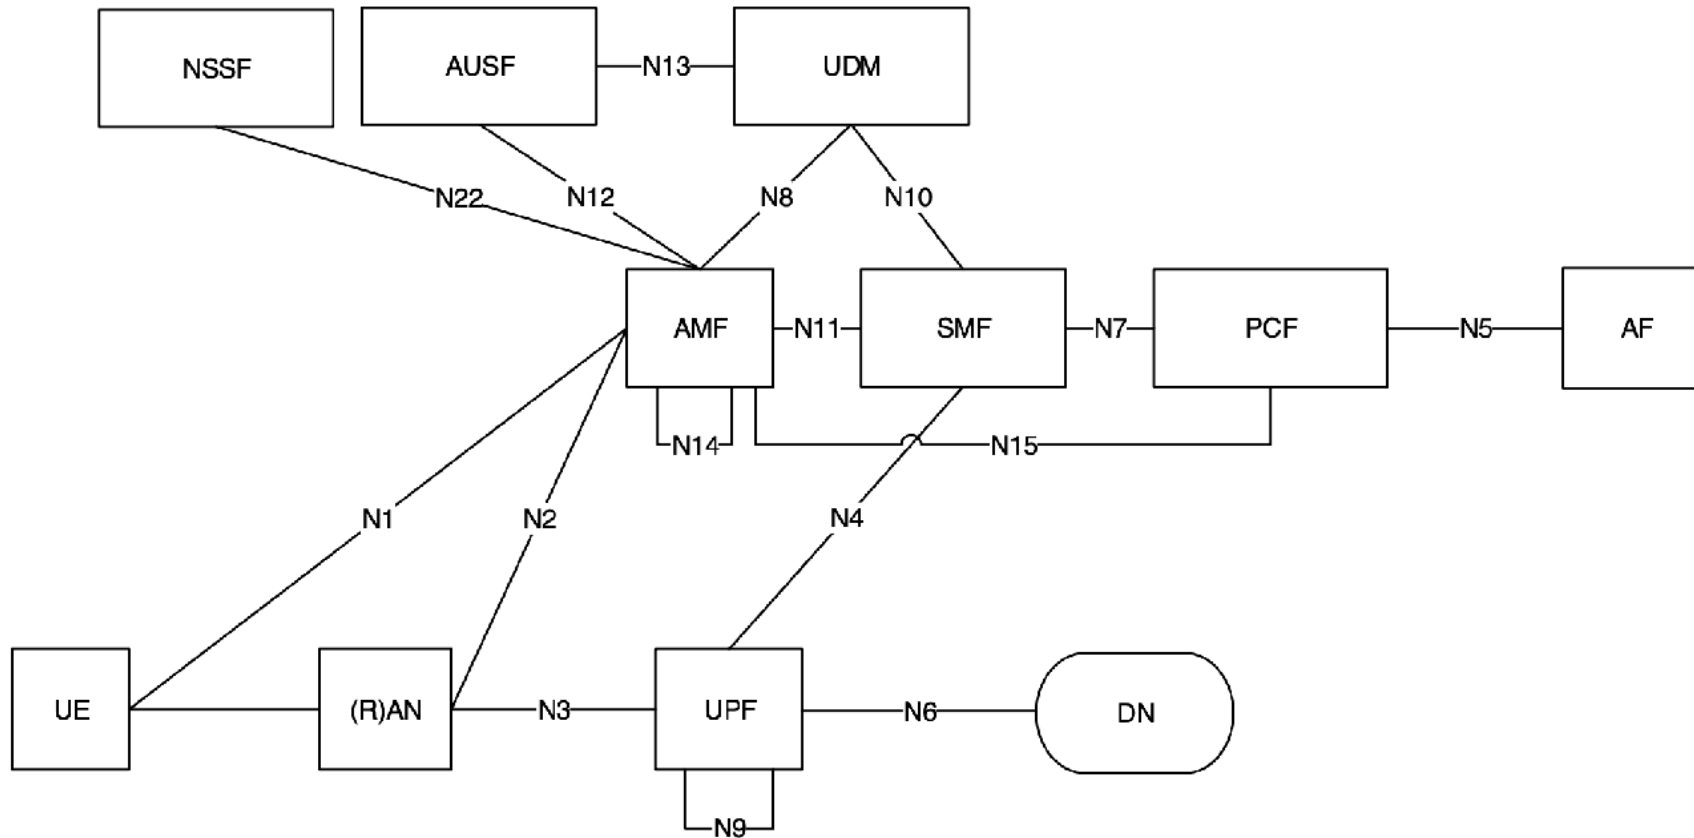 NSSF
AUSF
N13
UDM
N22
N12
N8
N10
AMF
N11
SMF
N7
PCF
N5
AF
N14
N15
N1
N2
N4
UE
(R)AN
N3
UPF
N6
DN
N9